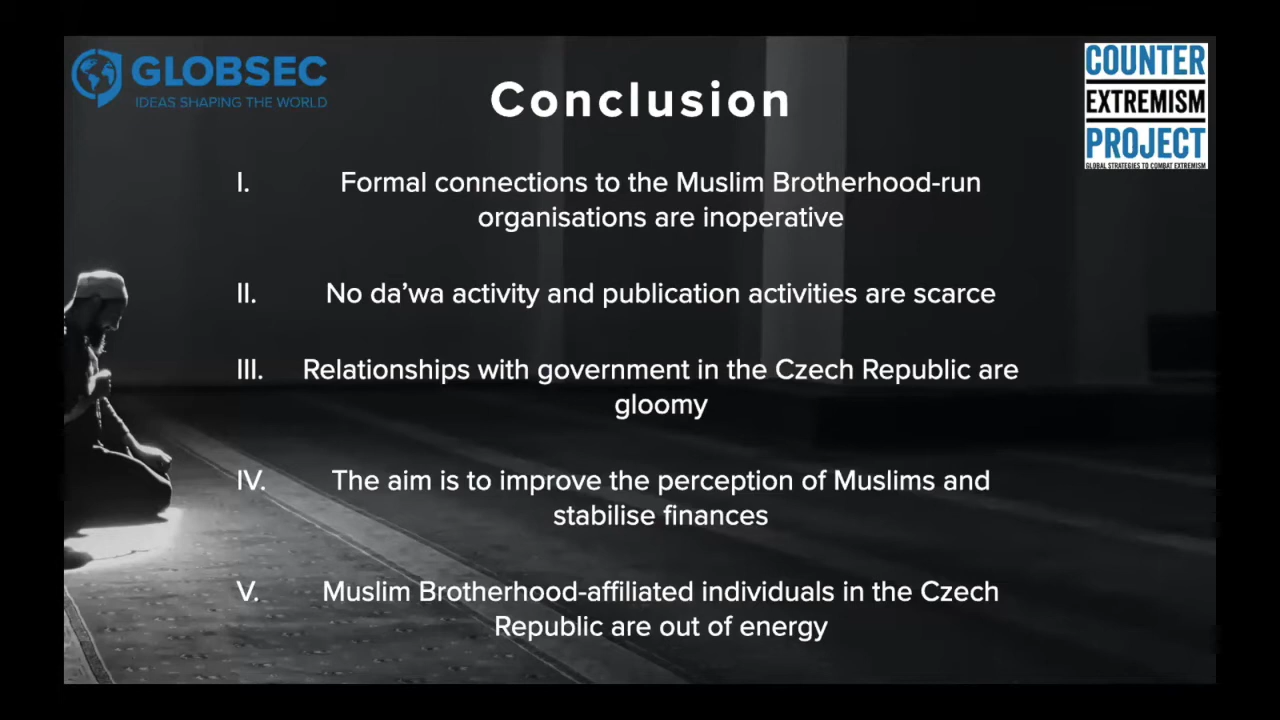 GLOBSEC
IDEAS SHAPING THE WORLD
COUNTER
EXTREMISM
PROJECT
GLOBAL STRATEGIES TO COMBAT EXTREMISM
Conclusion
I. Formal connections to the Muslim Brotherhood-run
organisations are inoperative
II. No da’wa activity and publication activities are scarce
III. Relationships with government in the Czech Republic are
gloomy
IV. The aim is to improve the perception of Muslims and
stabilise finances
V. Muslim Brotherhood-affiliated individuals in the Czech
Republic are out of energy